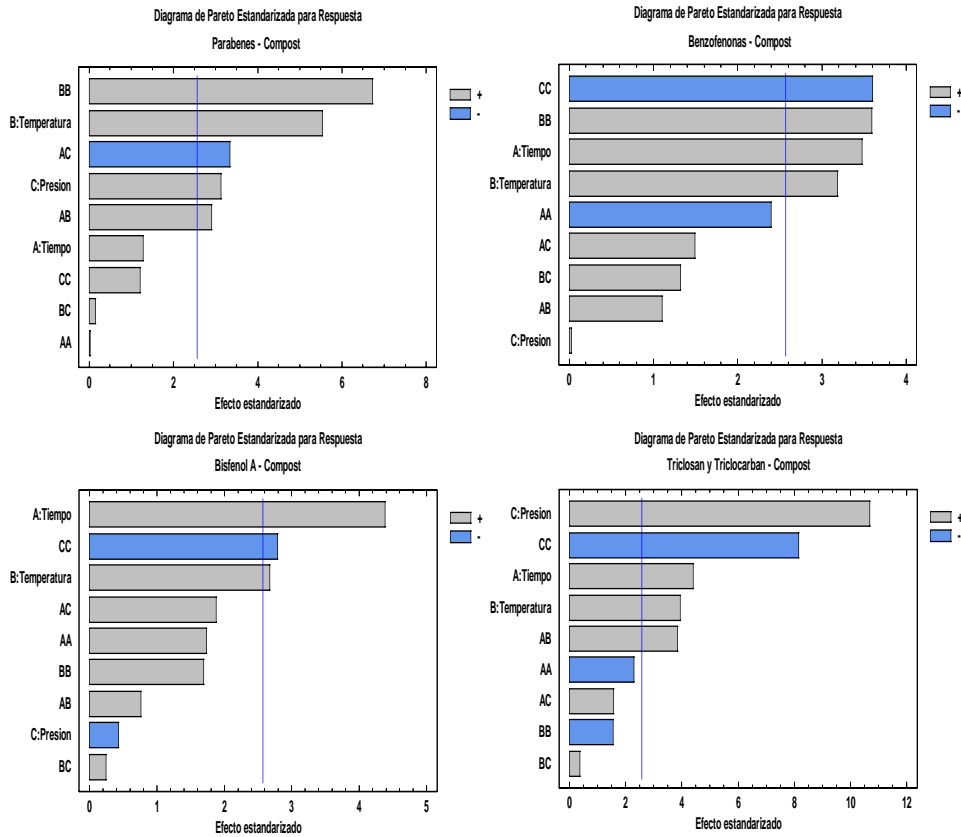 Diagrama de Pareto Estandarizada para Respuesta
Parabenes - Compost
BB
B:Temperatura
AC
C:Presion
AB
A:Tiempo
CC
BC
AA
0 2 4 6 8
Efecto estandarizado
+
-
Diagrama de Pareto Estandarizada para Respuesta
Benzofenonas - Compost
CC
BB
A:Tiempo
B:Temperatura
AA
AC
BC
AB
C:Presion
0 1 2 3 4
Efecto estandarizado
+
-
Diagrama de Pareto Estandarizada para Respuesta
Bisfenol A - Compost
A:Tiempo
CC
B:Temperatura
AC
AA
BB
AB
C:Presion
BC
0 1 2 3 4 5
Efecto estandarizado
+
-
Diagrama de Pareto Estandarizada para Respuesta
Triclosan y Triclocarban - Compost
C:Presion
CC
A:Tiempo
B:Temperatura
AB
AA
AC
BB
BC
0 2 4 6 8 10 12
Efecto estandarizado
+
-